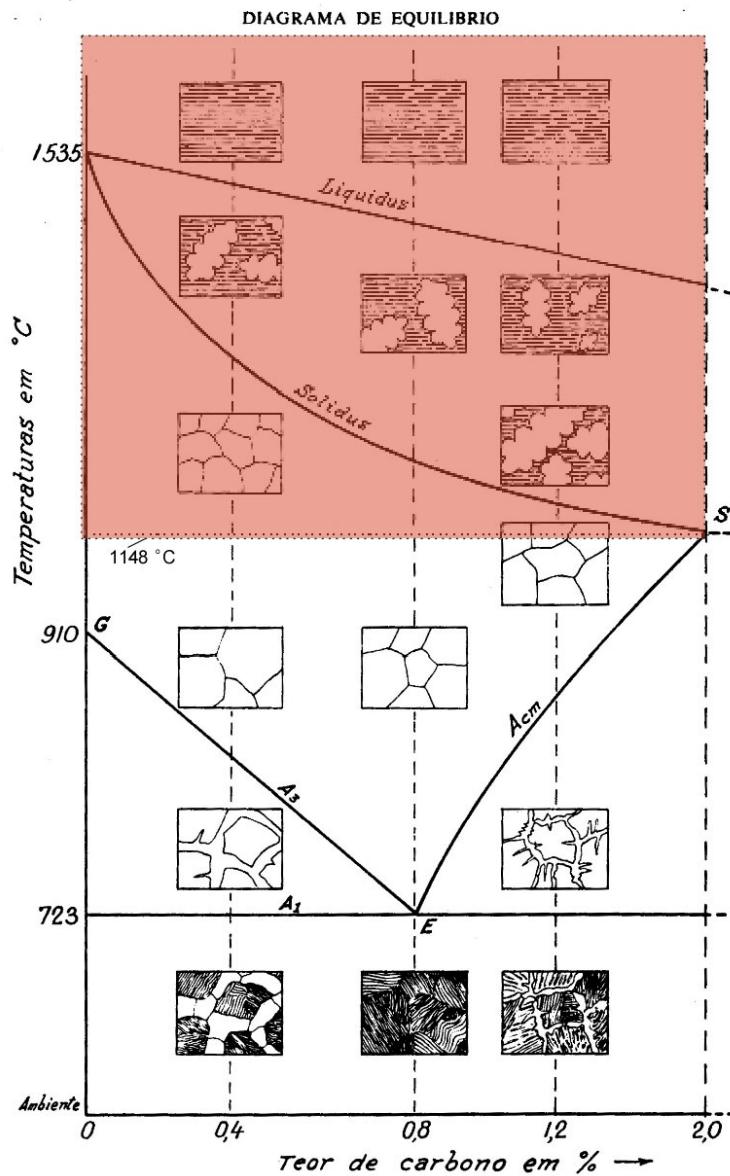 DIAGRAMA DE EQUILIBRIO
1535
Liquidus
Solidus
Temperaturas em °C
S
1148 °C
G
910
Acm
A3
A1
723
E
Ambiente
0
0,4
0,8
1,2
2,0
Teor de carbono em % →